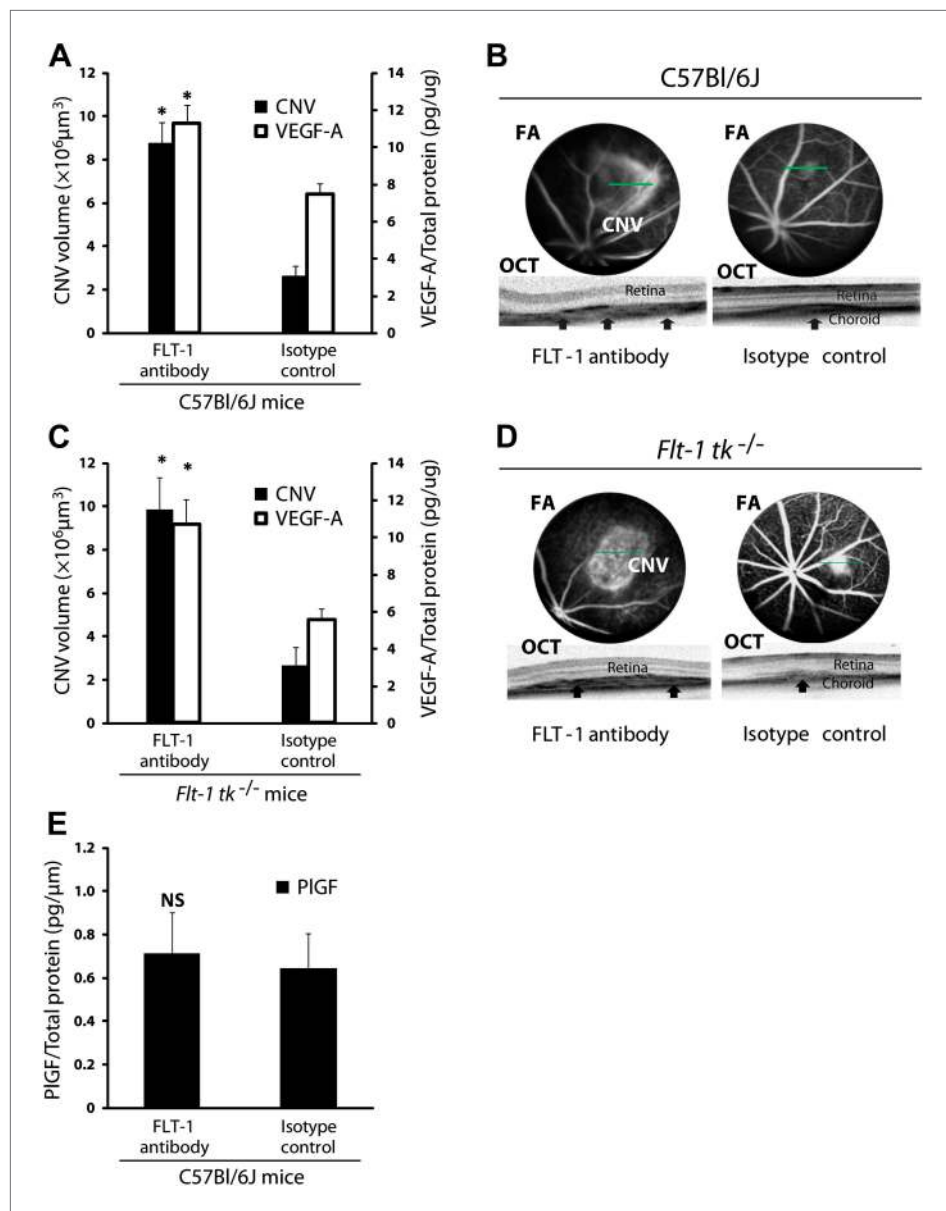 A
12
10
8
6
4
2
0
CNV volume (×10⁶µm³)
14
12
10
8
6
4
2
0
VEGF-A/Total protein (pg/ug)
* *
CNV
VEGF-A
FLT-1 antibody
Isotype control
C57Bl/6J mice
B
C57Bl/6J
FA
CNV
FA
OCT
Retina
OCT
Retina
Choroid
FLT-1 antibody
Isotype control
C
12
10
8
6
4
2
0
CNV volume (×10⁶µm³)
14
12
10
8
6
4
2
0
VEGF-A/Total protein (pg/ug)
* *
CNV
VEGF-A
FLT-1 antibody
Isotype control
Flt-1 tk -/- mice
D
Flt-1 tk -/-
FA
CNV
FA
OCT
Retina
OCT
Retina
Choroid
FLT-1 antibody
Isotype control
E
1.2
1.0
0.8
0.6
0.4
0.2
0
PlGF/Total protein (pg/µm)
NS
PlGF
FLT-1 antibody
Isotype control
C57Bl/6J mice